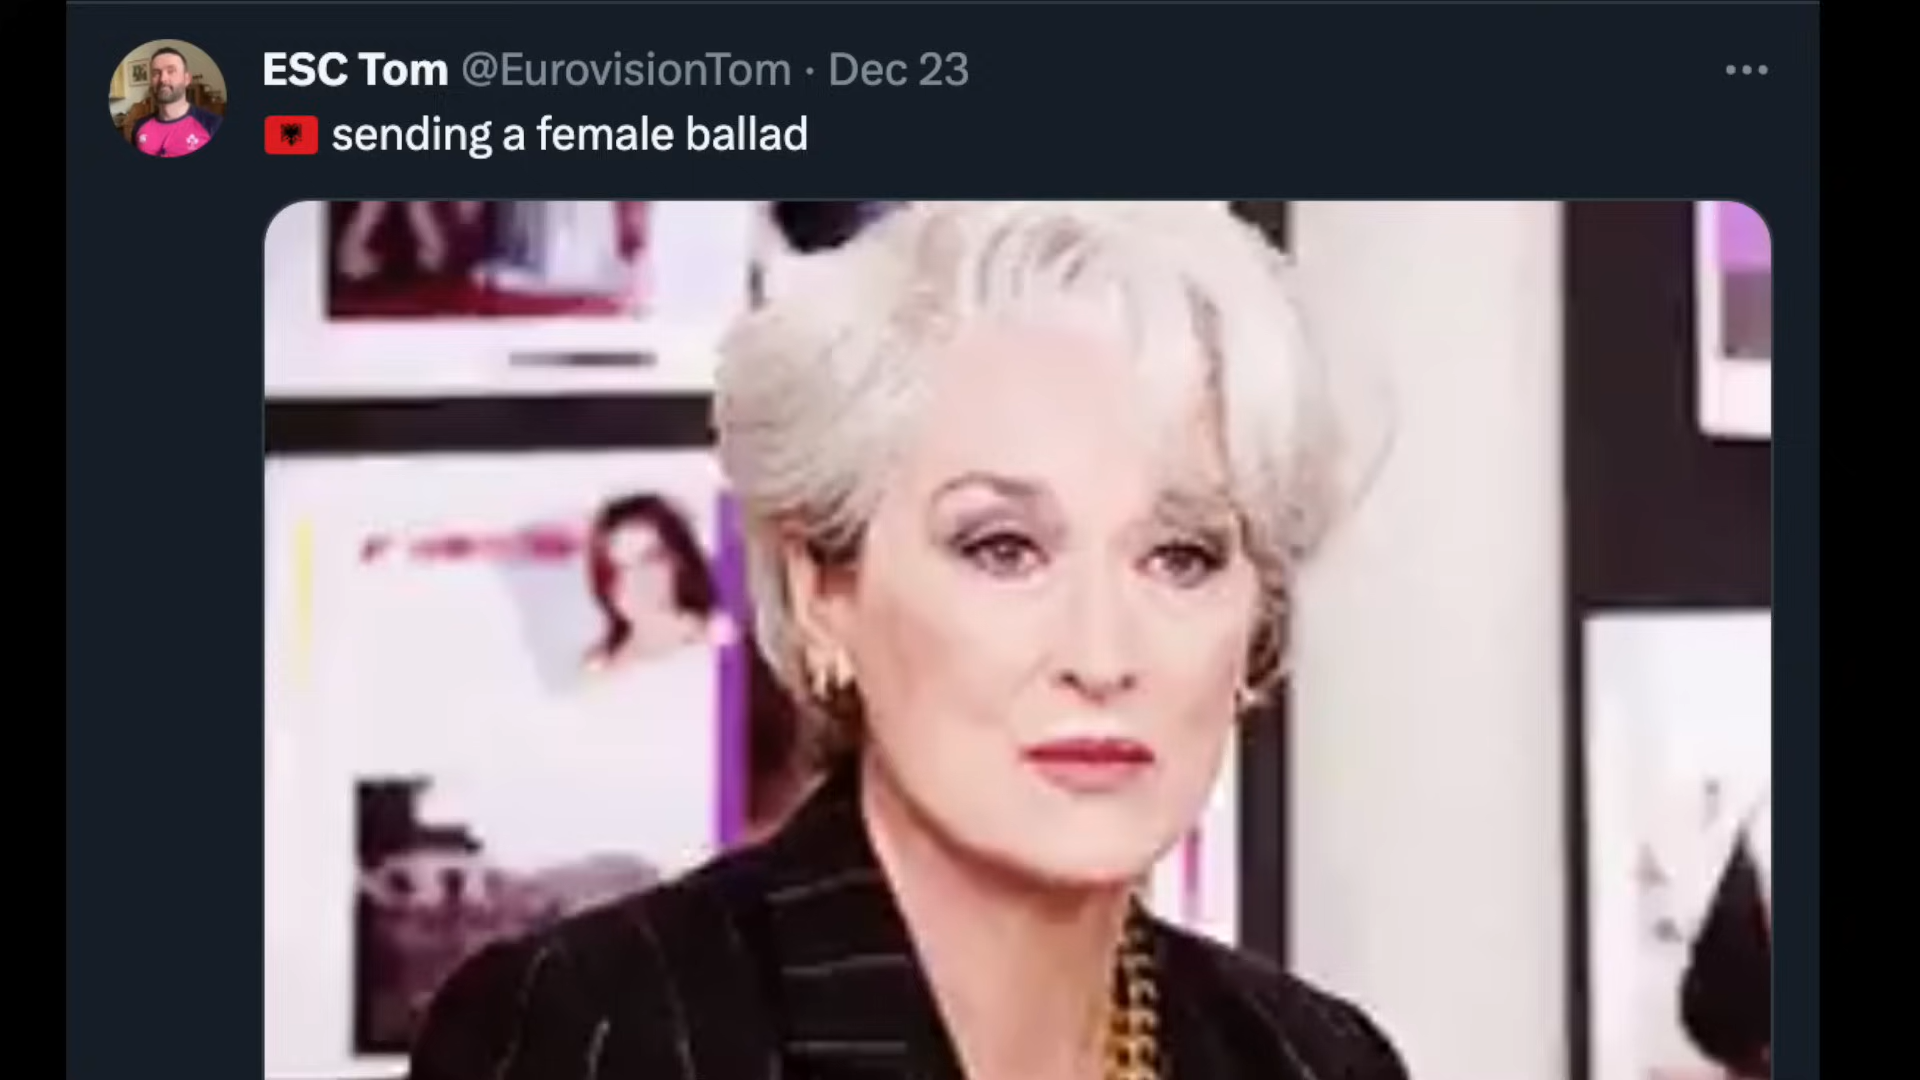 ESC Tom @EurovisionTom · Dec 23
🇦🇱 sending a female ballad